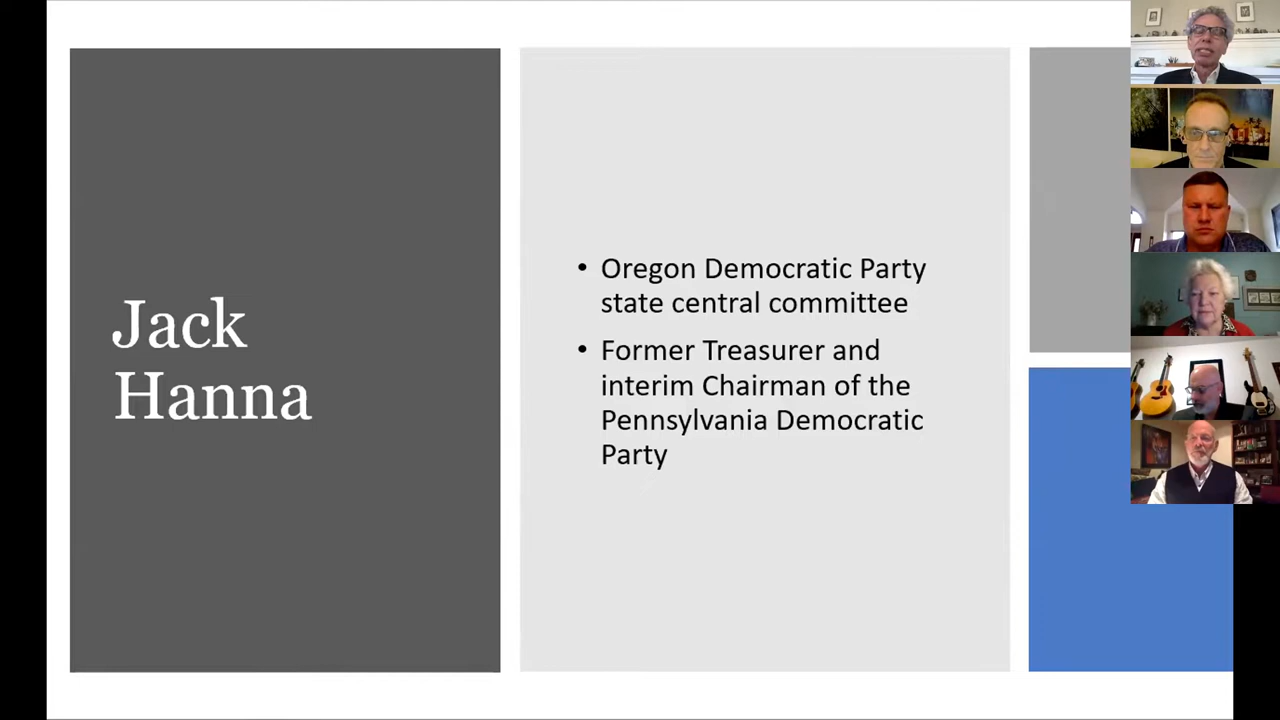 Jack
Hanna
• Oregon Democratic Party
state central committee
• Former Treasurer and
interim Chairman of the
Pennsylvania Democratic
Party